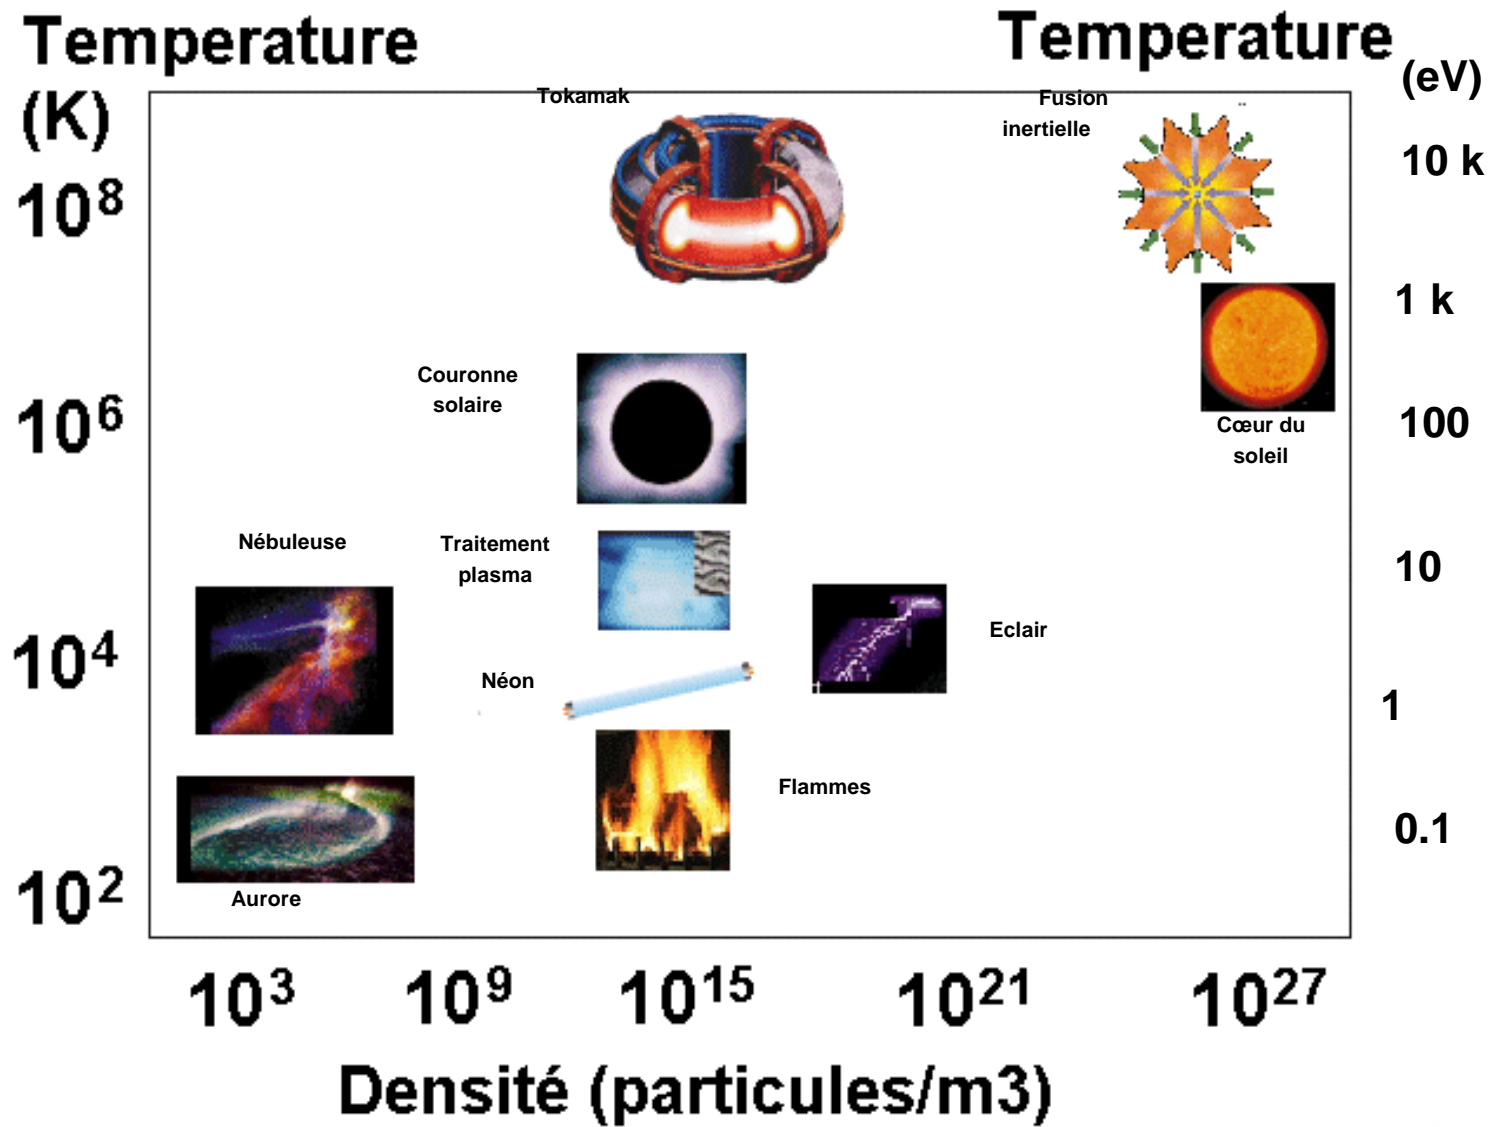 Temperature
Temperature
(K)
(eV)
Tokamak
Fusion
inertielle
10 k
10⁸
1 k
Couronne
solaire
10⁶
100
Cœur du
soleil
Nébuleuse
Traitement
plasma
10
Eclair
10⁴
Néon
1
Flammes
0.1
10²
Aurore
10³
10⁹
10¹⁵
10²¹
10²⁷
Densité (particules/m3)